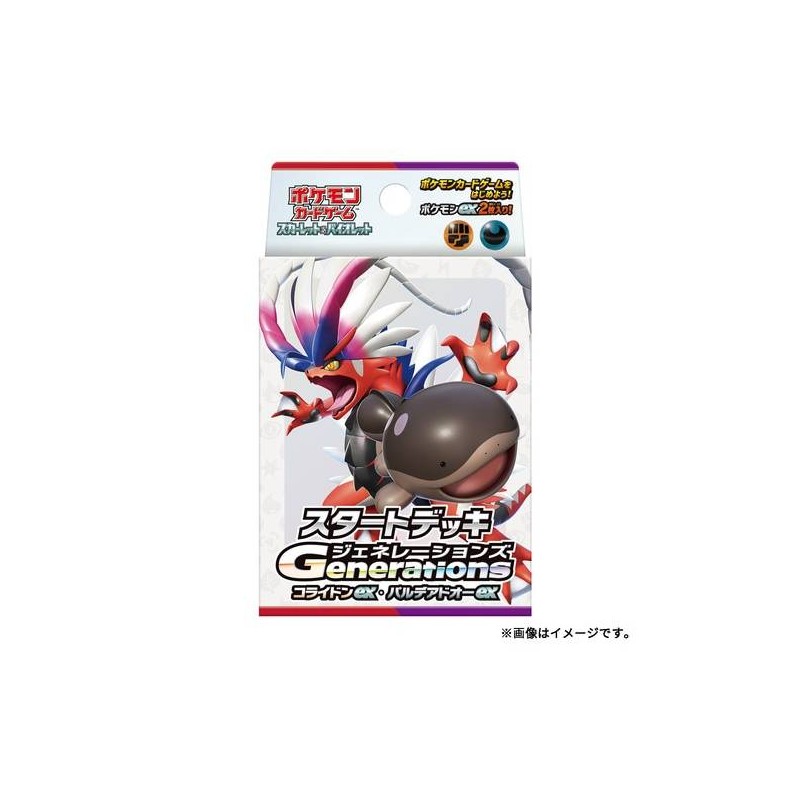 ポケモン
カードゲーム
スカーレット&バイオレット
ポケモンカードゲームを
はじめよう!
ポケモンex2枚入り!
スタートデッキ
ジェネレーションズ
Generations
コライドンex・パルデアドオーex
※画像はイメージです。